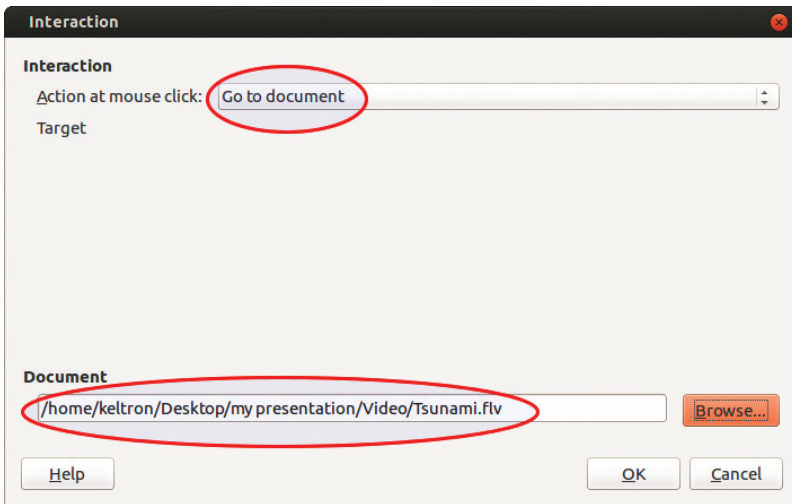 Interaction
Interaction
Action at mouse click: Go to document
Target
Document
/home/keltron/Desktop/my presentation/Video/Tsunami.flv Browse...
Help OK Cancel